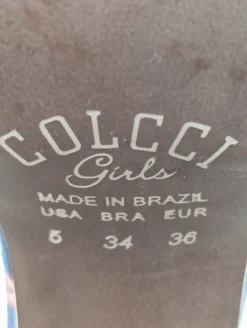 COLCCI
Girls
MADE IN BRAZIL
USA BRA EUR
5 34 36